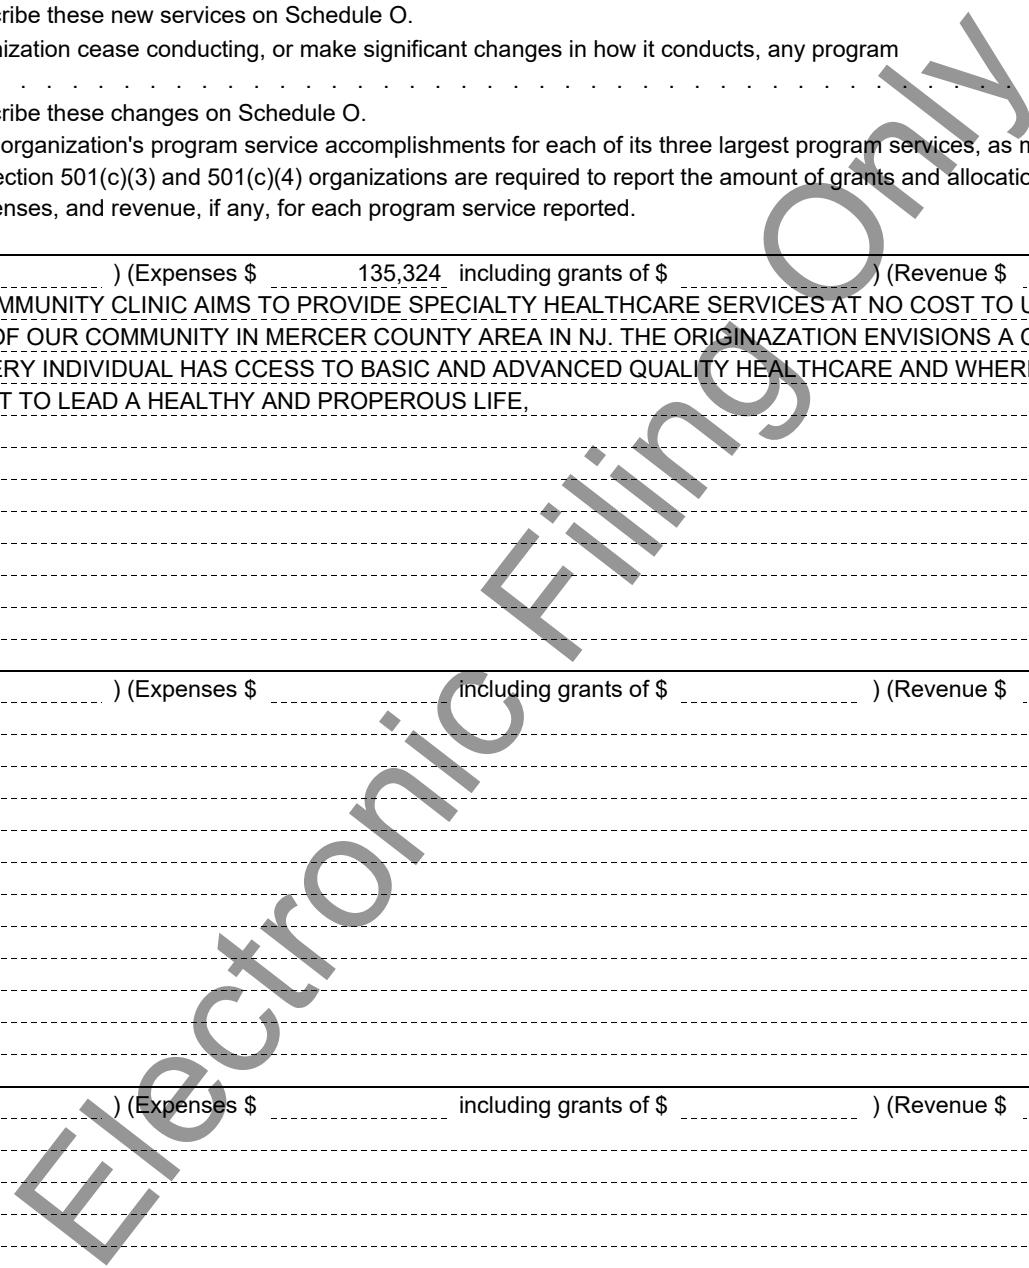 cribe these new services on Schedule O.
nization cease conducting, or make significant changes in how it conducts, any program
. . . . . . . . . . . . . . . . . . . . . . . . . . . . . . . . . . . . . . .
cribe these changes on Schedule O.
organization's program service accomplishments for each of its three largest program services, as m
ection 501(c)(3) and 501(c)(4) organizations are required to report the amount of grants and allocatio
enses, and revenue, if any, for each program service reported.
) (Expenses $ 135,324 including grants of $ ) (Revenue $
MMUNITY CLINIC AIMS TO PROVIDE SPECIALTY HEALTHCARE SERVICES AT NO COST TO U
OF OUR COMMUNITY IN MERCER COUNTY AREA IN NJ. THE ORIGINAZATION ENVISIONS A C
ERY INDIVIDUAL HAS CCESS TO BASIC AND ADVANCED QUALITY HEALTHCARE AND WHERE
T TO LEAD A HEALTHY AND PROPEROUS LIFE,
) (Expenses $ including grants of $ ) (Revenue $
) (Expenses $ including grants of $ ) (Revenue $
Electronic Filing Only